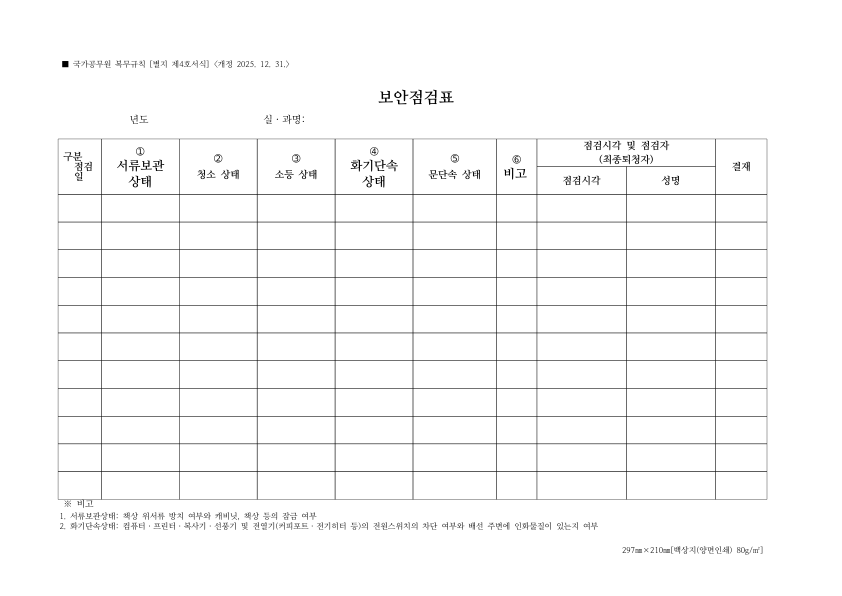 ■ 국가공무원 복무규칙 [별지 제4호서식] <개정 2025. 12. 31.>
보안점검표
년도 실·과명:
구분
점검
일
①
서류보관
상태
②
청소 상태
③
소등 상태
④
화기단속
상태
⑤
문단속 상태
⑥
비고
점검시각 및 점검자
(최종퇴청자)
점검시각 성명
결재
※ 비고
1. 서류보관상태: 책상 위서류 방치 여부와 캐비닛, 책상 등의 잠금 여부
2. 화기단속상태: 컴퓨터·프린터·복사기·선풍기 및 전열기(커피포트·전기히터 등)의 전원스위치의 차단 여부와 배선 주변에 인화물질이 있는지 여부
297㎜×210㎜[백상지(양면인쇄) 80g/㎡]